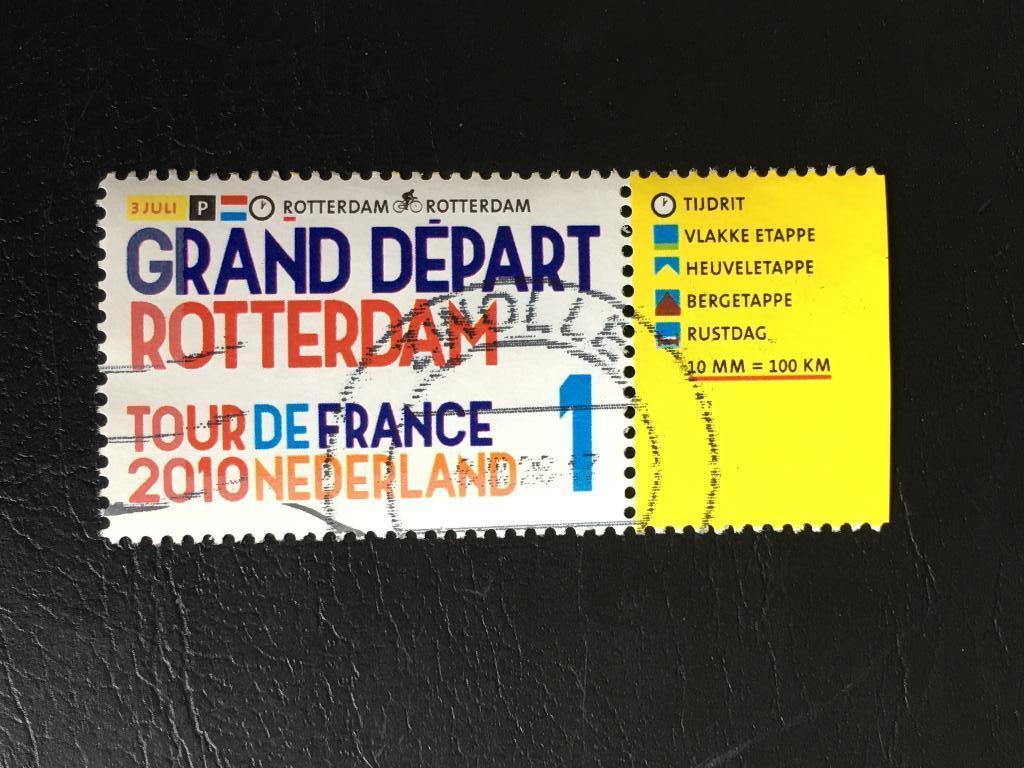 3 JULI P ROTTERDAM ROTTERDAM
GRAND DÉPART
ROTTERDAM
TOUR DE FRANCE
2010 NEDERLAND
1
TIJDRIT
VLAKKE ETAPPE
HEUVELETAPPE
BERGETAPPE
RUSTDAG
10 MM = 100 KM